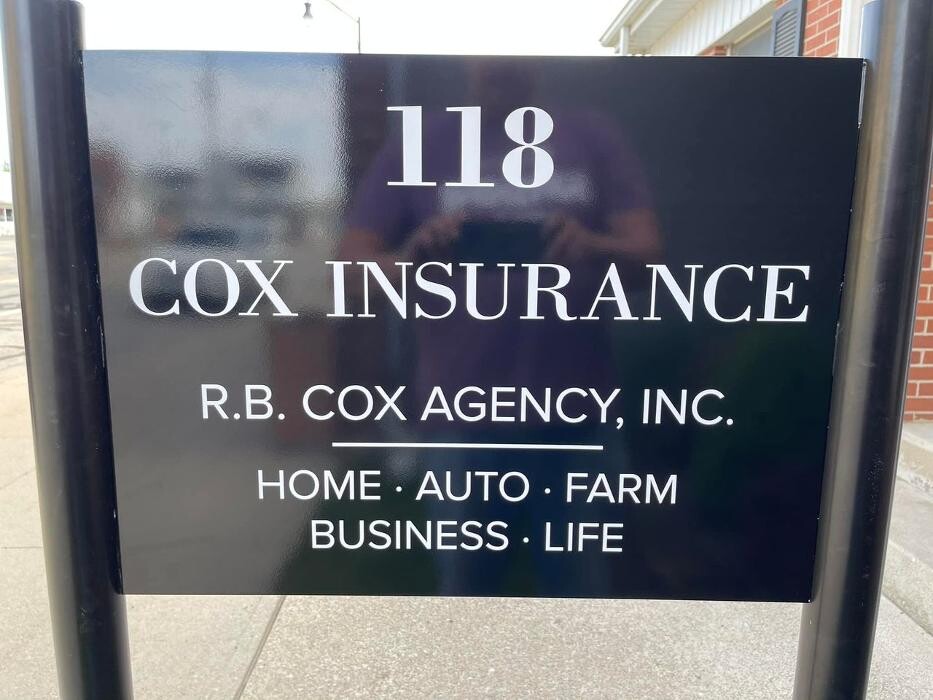 118
COX INSURANCE
R.B. COX AGENCY, INC.
HOME · AUTO · FARM
BUSINESS · LIFE